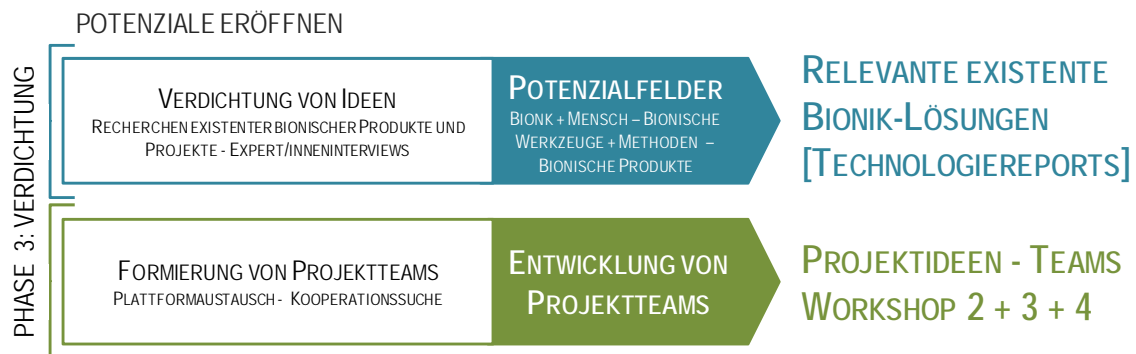 POTENZIALE ERÖFFNEN
PHASE 3: VERDICHTUNG
VERDICHTUNG VON IDEEN
RECHERCHEN EXISTENTER BIONISCHER PRODUKTE UND
PROJEKTE - EXPERT/INNENINTERVIEWS
POTENZIALFELDER
BIONK + MENSCH – BIONISCHE
WERKZEUGE + METHODEN –
BIONISCHE PRODUKTE
RELEVANTE EXISTENTE
BIONIK-LÖSUNGEN
[TECHNOLOGIEREPORTS]
FORMIERUNG VON PROJEKTTEAMS
PLATTFORMAUSTAUSCH - KOOPERATIONSSUCHE
ENTWICKLUNG VON
PROJEKTTEAMS
PROJEKTIDEEN - TEAMS
WORKSHOP 2 + 3 + 4